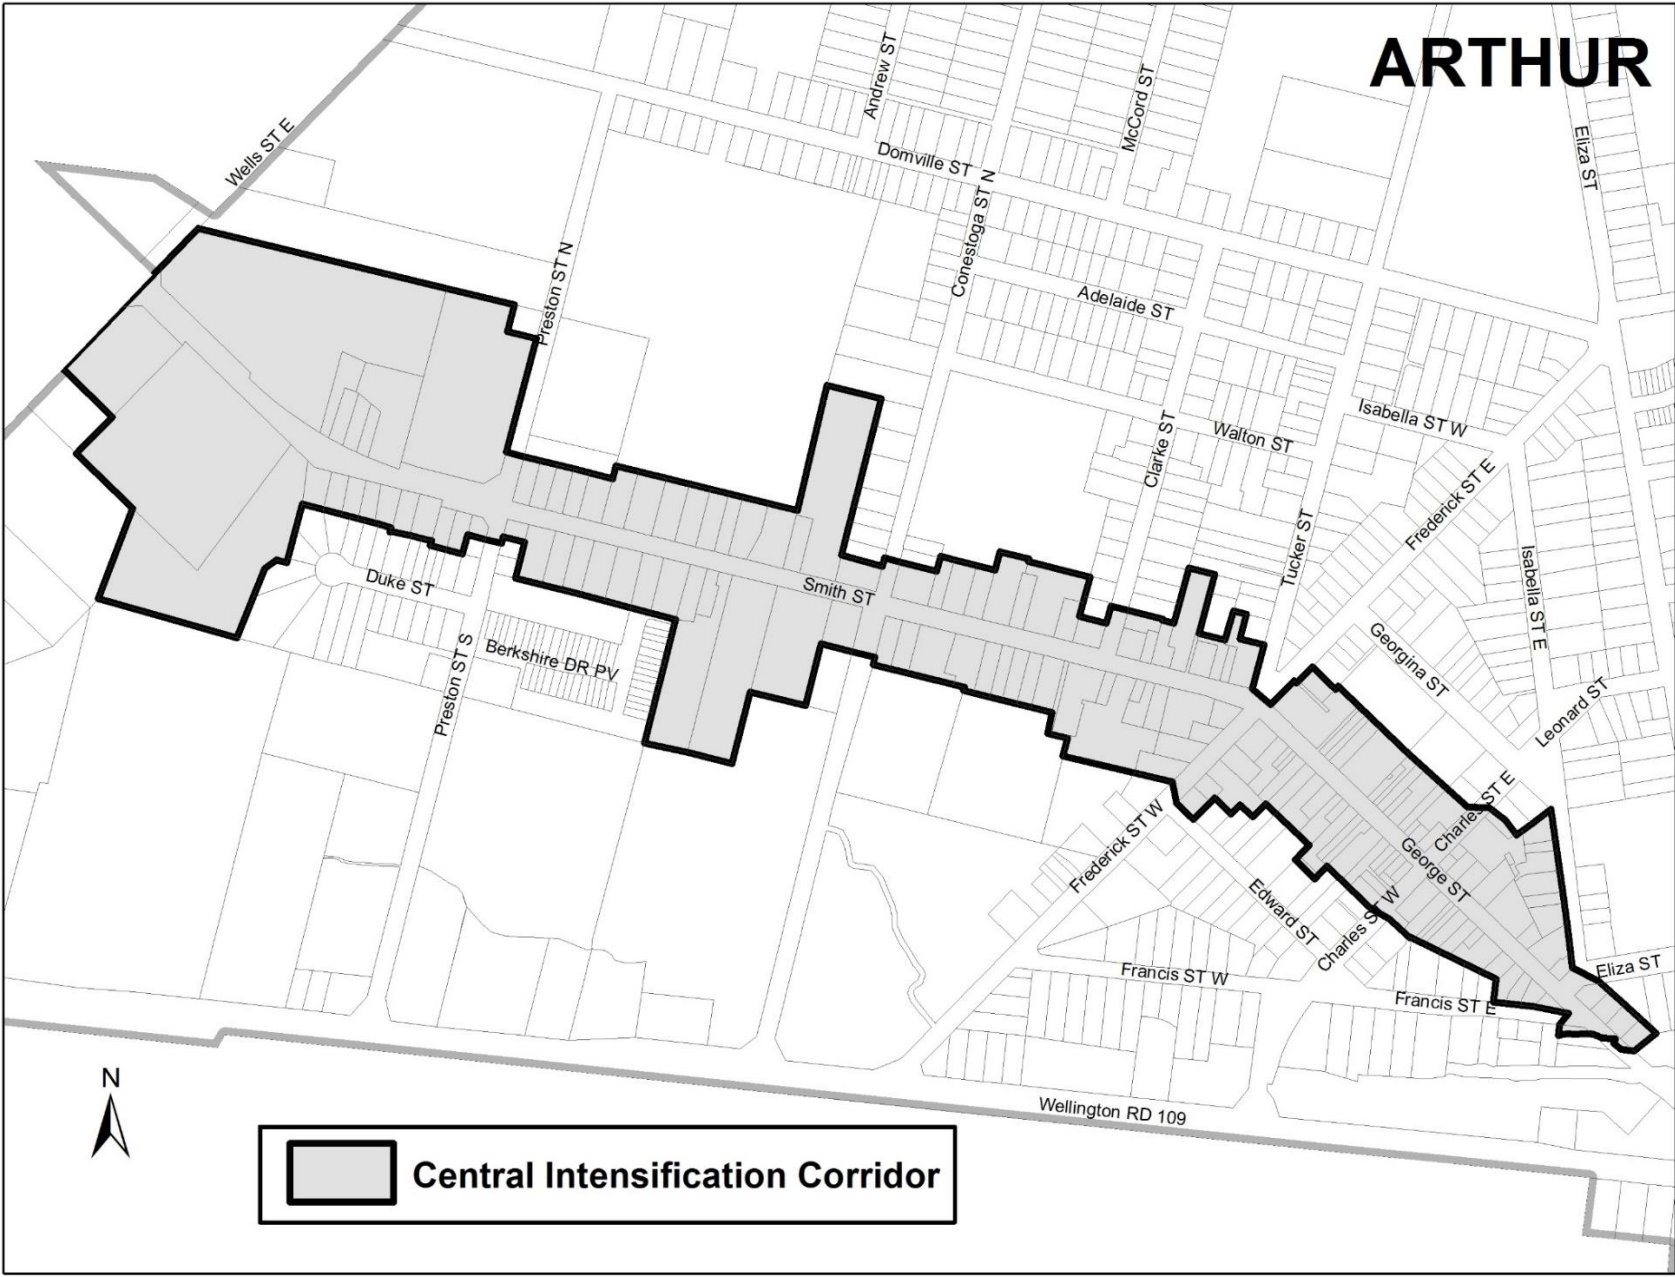 ARTHUR
Andrew ST
McCord ST
Eliza ST
Wells ST E
Domville ST
Conestoga ST N
Preston ST N
Adelaide ST
Isabella ST W
Walton ST
Clarke ST
Frederick ST E
Tucker ST
Isabella ST E
Duke ST
Smith ST
Georgina ST
Berkshire DR PV
Preston ST S
Leonard ST
Charles ST E
Frederick ST W
George ST
Edward ST
Charles ST W
Francis ST W
Eliza ST
Francis ST E
N
Wellington RD 109
Central Intensification Corridor